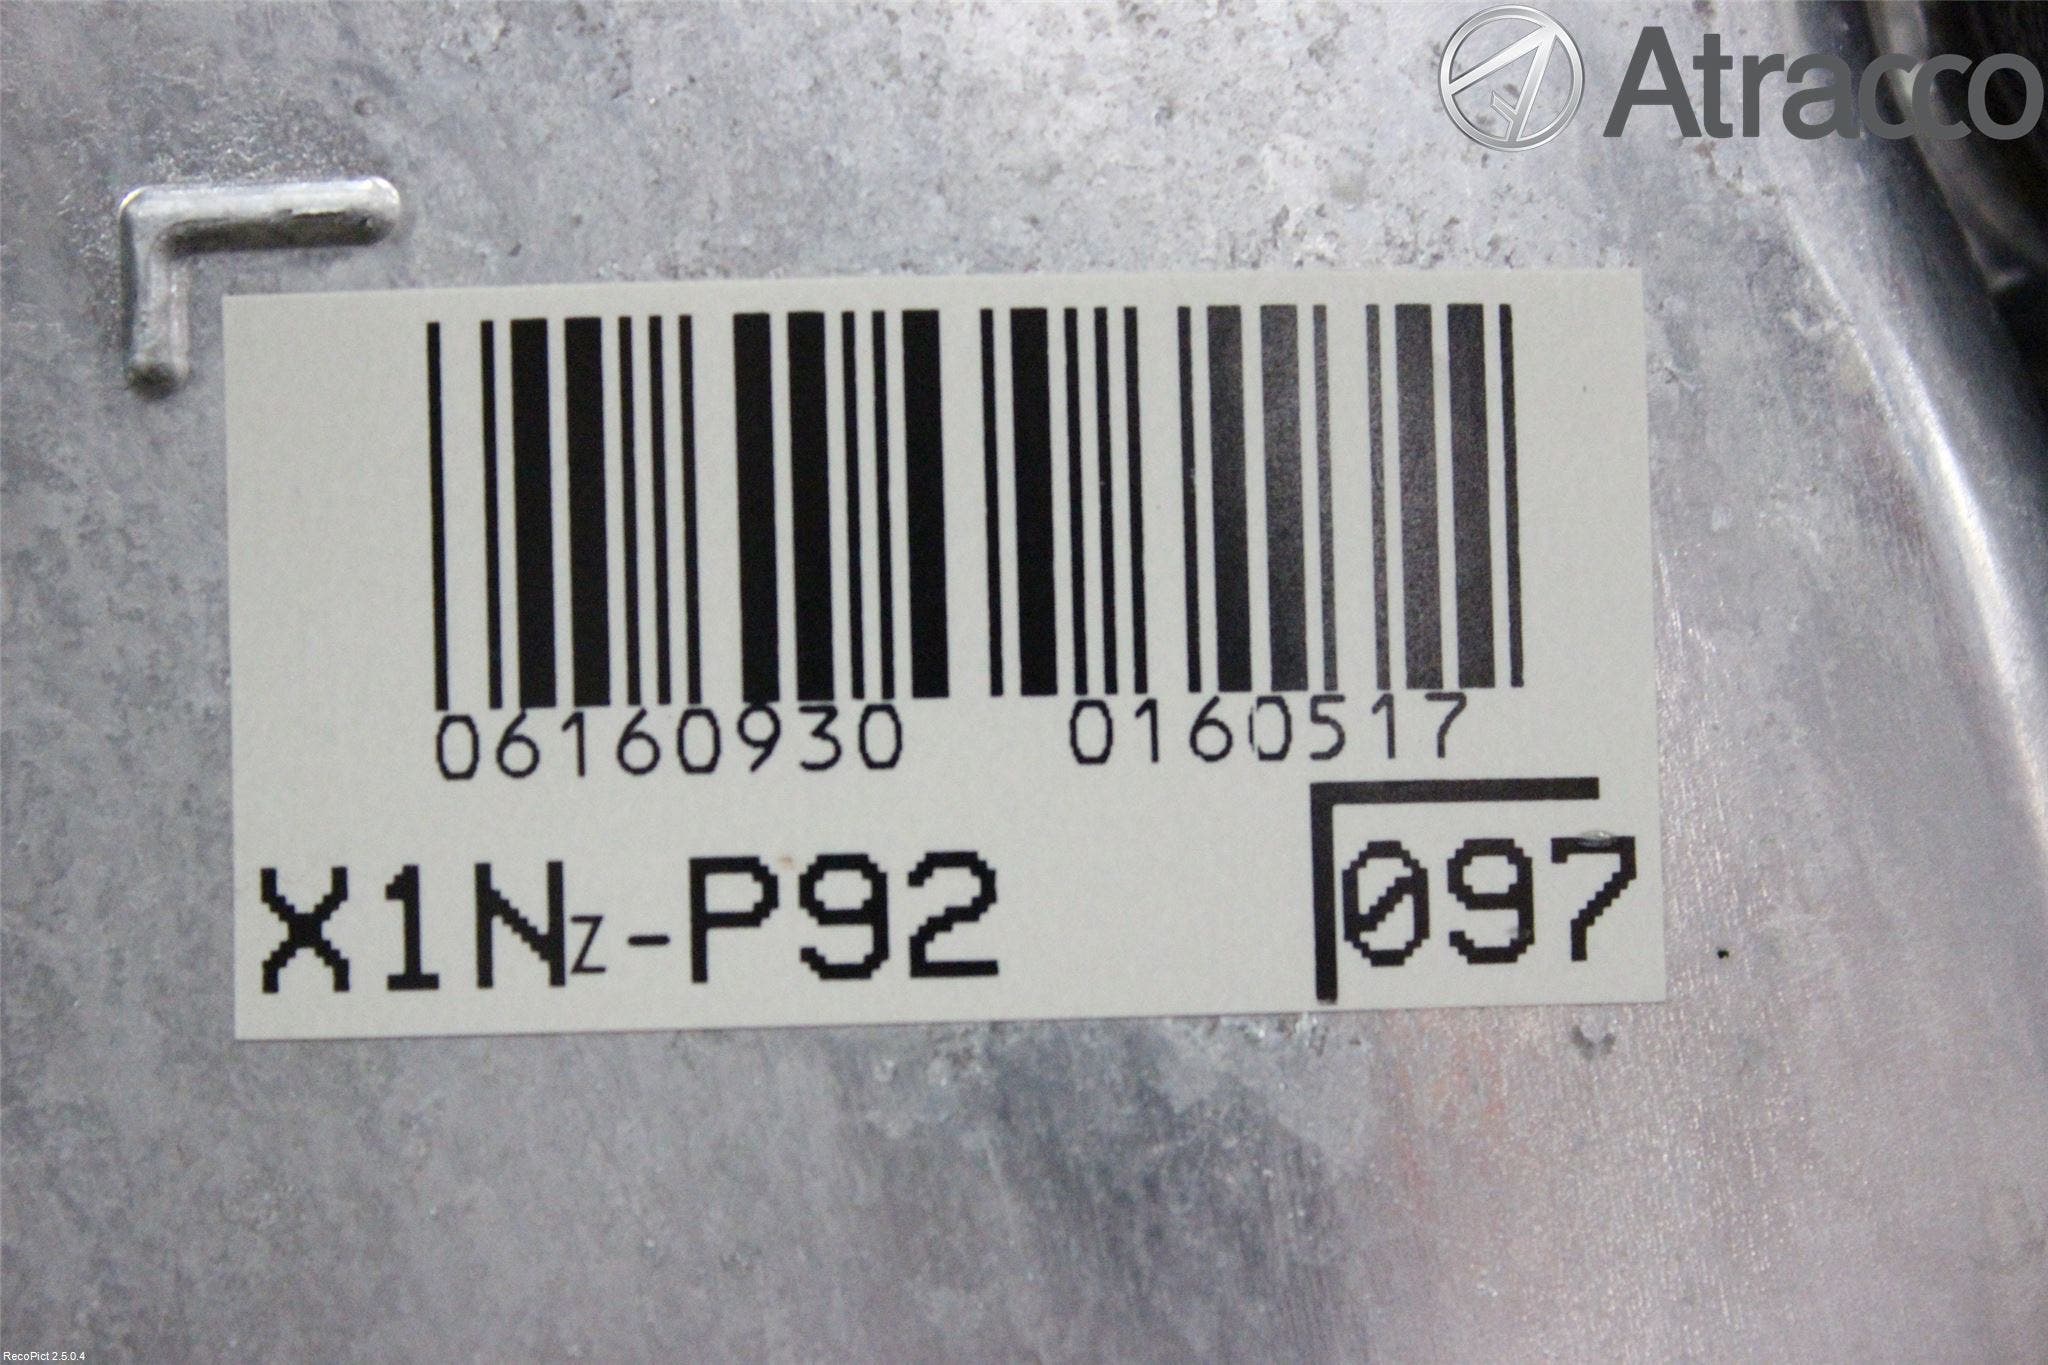 Atracco
06160930 0160517
X1Nz-P92 097
RecoPict 2.5.0.4